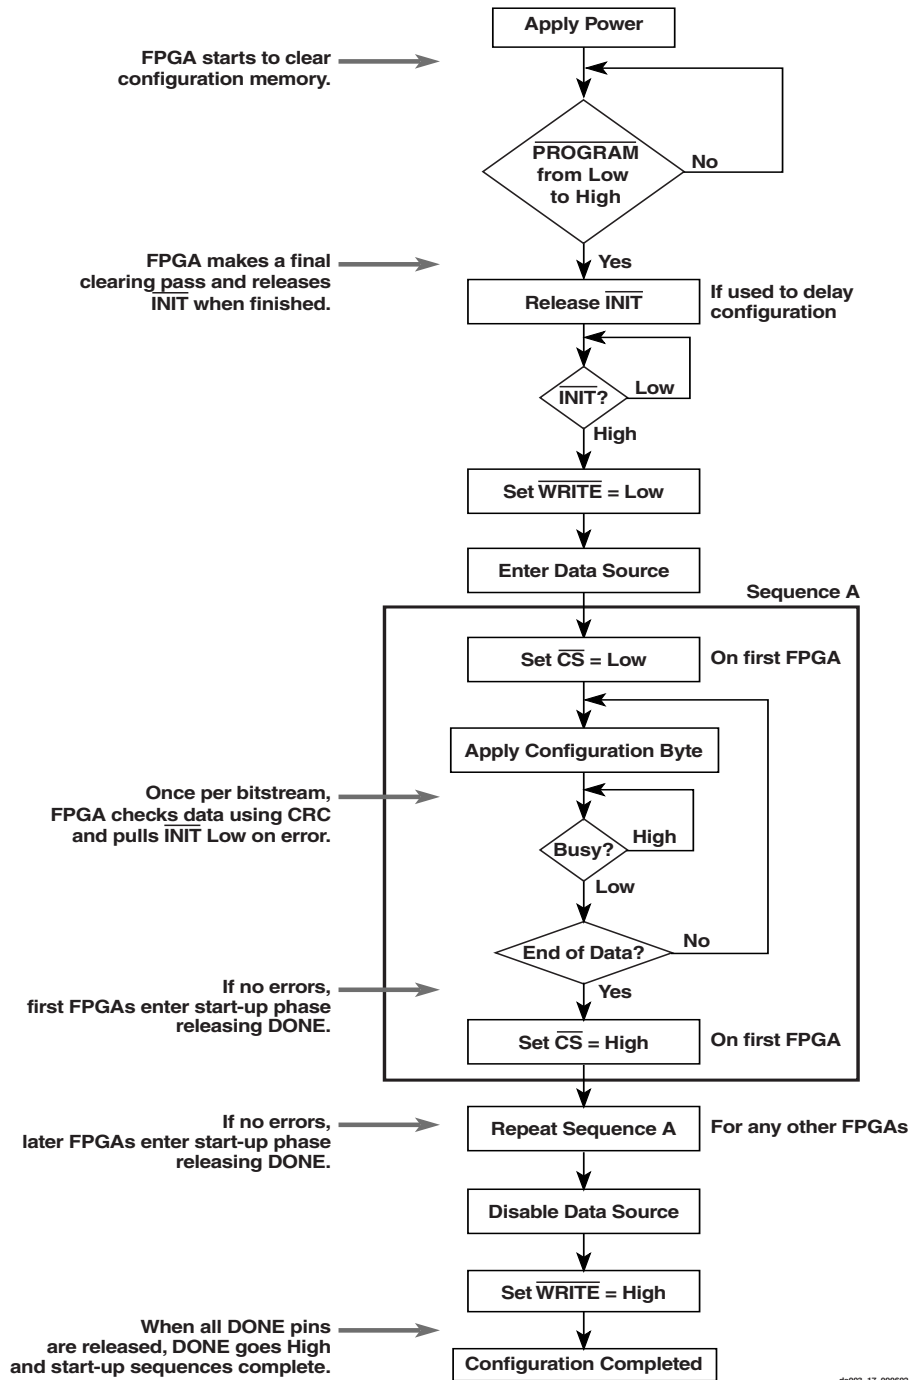 Apply Power
FPGA starts to clear
configuration memory.
PROGRAM
from Low
to High
No
Yes
FPGA makes a final
clearing pass and releases
INIT when finished.
Release INIT
If used to delay
configuration
INIT?
Low
High
Set WRITE = Low
Enter Data Source
Sequence A
Set CS = Low
On first FPGA
Apply Configuration Byte
Once per bitstream,
FPGA checks data using CRC
and pulls INIT Low on error.
Busy?
High
Low
End of Data?
No
Yes
If no errors,
first FPGAs enter start-up phase
releasing DONE.
Set CS = High
On first FPGA
If no errors,
later FPGAs enter start-up phase
releasing DONE.
Repeat Sequence A
For any other FPGAs
Disable Data Source
Set WRITE = High
When all DONE pins
are released, DONE goes High
and start-up sequences complete.
Configuration Completed